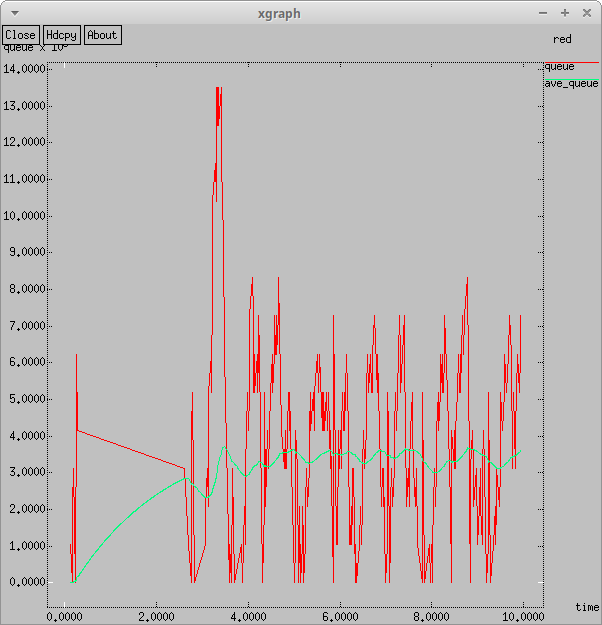 xgraph
Close Hdcpy About
queue x 10³
red
queue
ave_queue
14.0000
13.0000
12.0000
11.0000
10.0000
9.0000
8.0000
7.0000
6.0000
5.0000
4.0000
3.0000
2.0000
1.0000
0.0000
time
0.0000 2.0000 4.0000 6.0000 8.0000 10.0000